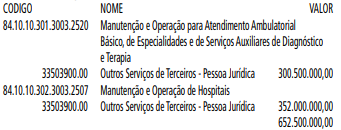 CODIGO NOME VALOR
84.10.10.301.3003.2520 Manutenção e Operação para Atendimento Ambulatorial
Básico, de Especialidades e de Serviços Auxiliares de Diagnóstico
e Terapia
33503900.00 Outros Serviços de Terceiros - Pessoa Jurídica 300.500.000,00
84.10.10.302.3003.2507 Manutenção e Operação de Hospitais
33503900.00 Outros Serviços de Terceiros - Pessoa Jurídica 352.000.000,00
652.500.000,00